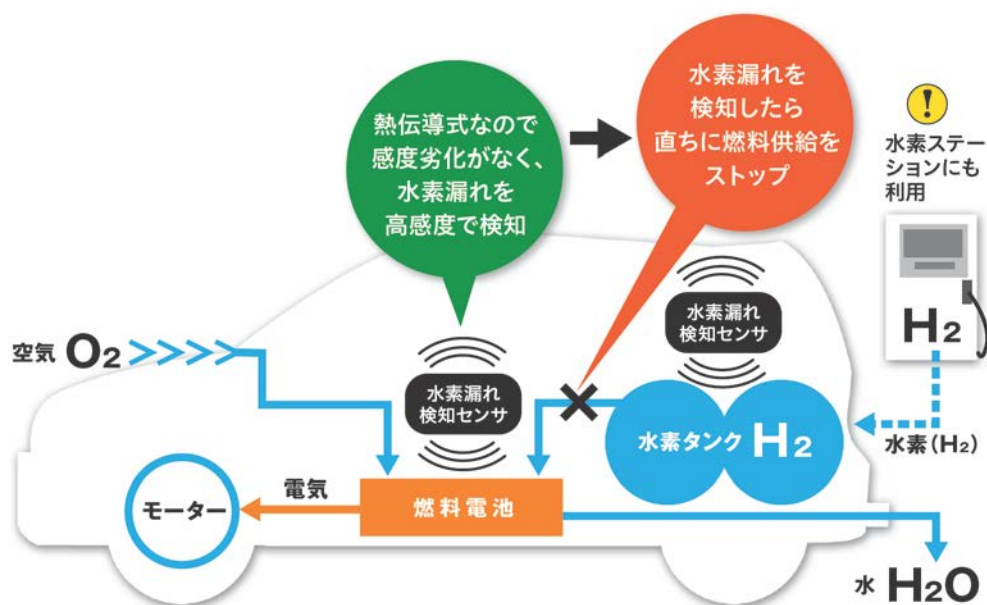 熱伝導式なので
感度劣化がなく、
水素漏れを
高感度で検知
水素漏れを
検知したら
直ちに燃料供給を
ストップ
!
水素ステー
ションにも
利用
H2
水素(H2)
空気 O2
水素漏れ
検知センサ
水素漏れ
検知センサ
水素タンク H2
モーター
電気
燃料電池
水 H2O